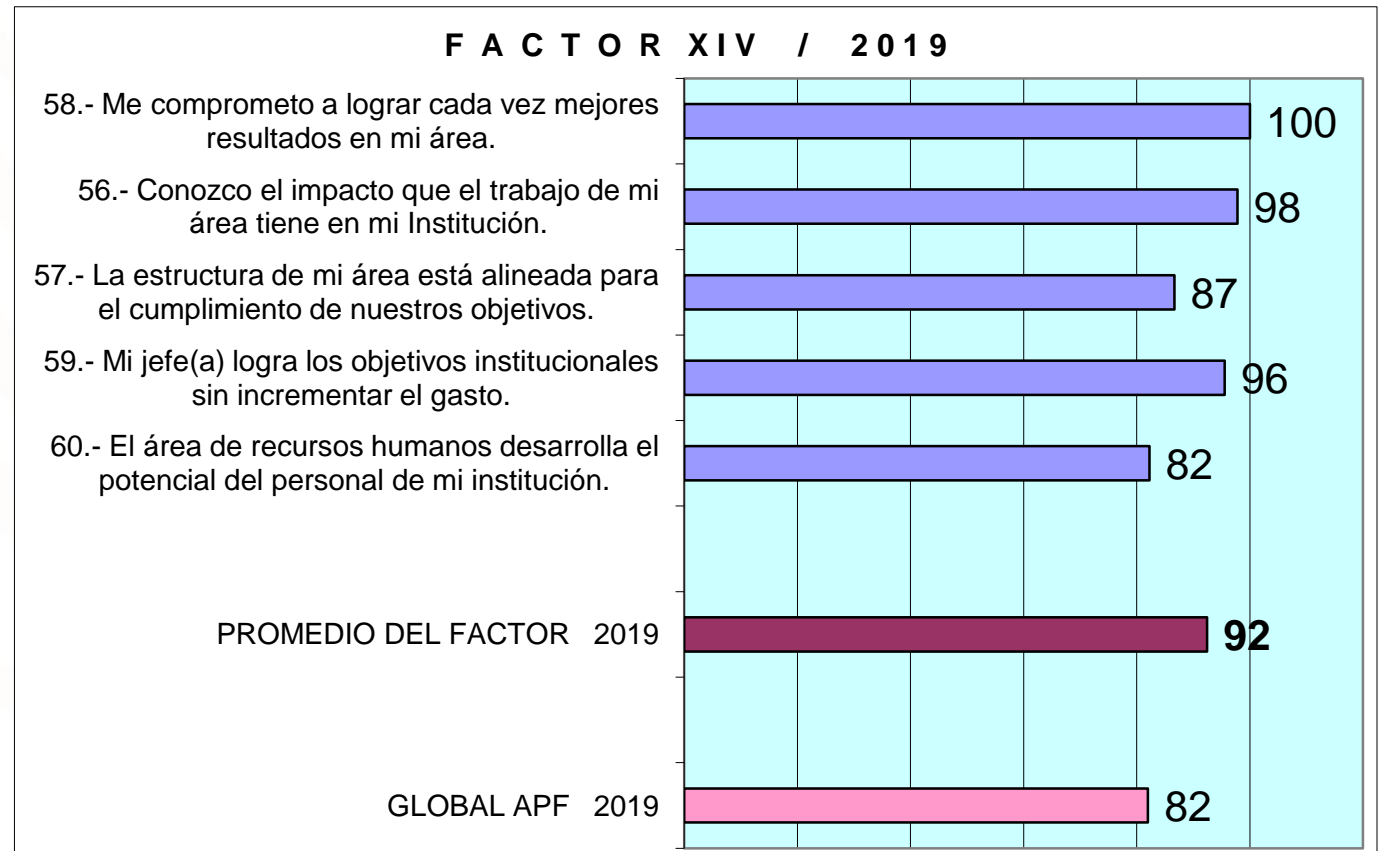 FACTOR XIV / 2019
58.- Me comprometo a lograr cada vez mejores
resultados en mi área.
100
56.- Conozco el impacto que el trabajo de mi
área tiene en mi Institución.
98
57.- La estructura de mi área está alineada para
el cumplimiento de nuestros objetivos.
87
59.- Mi jefe(a) logra los objetivos institucionales
sin incrementar el gasto.
96
60.- El área de recursos humanos desarrolla el
potencial del personal de mi institución.
82
PROMEDIO DEL FACTOR 2019
92
GLOBAL APF 2019
82